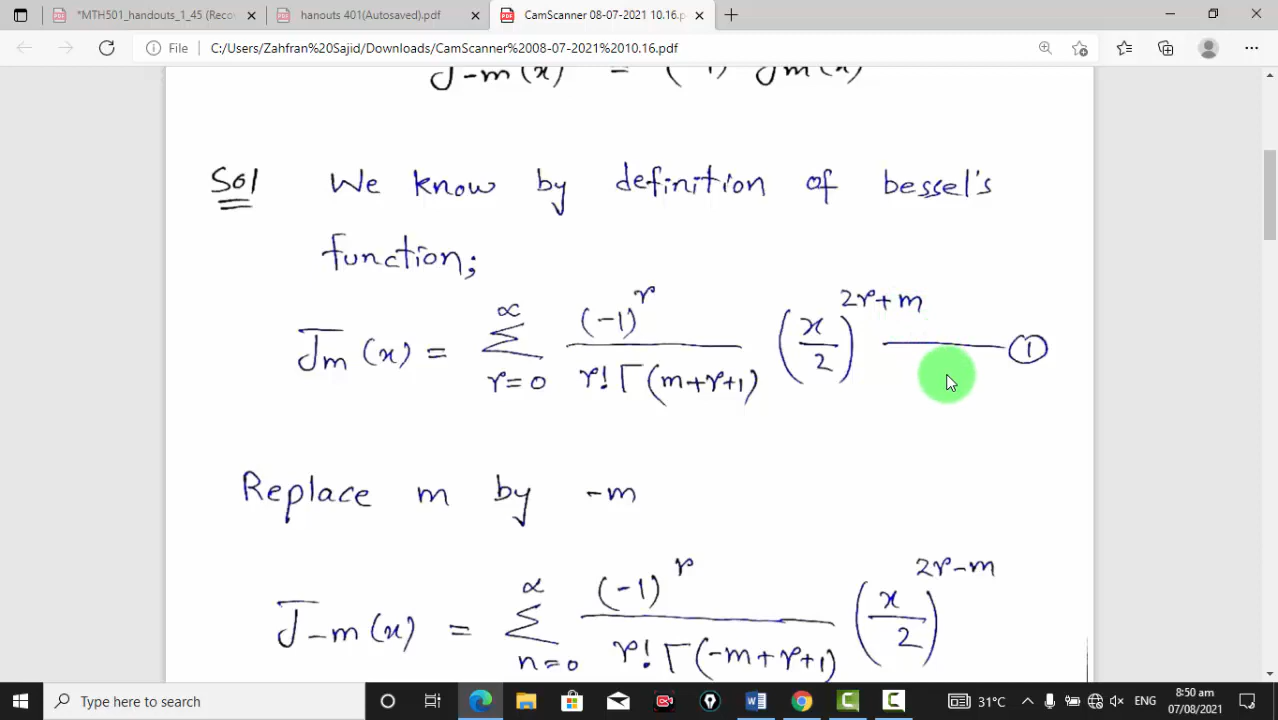 *MTH501_handouts_1_45 (Recov
hanouts 401(Autosaved).pdf
CamScanner 08-07-2021 10.16.p
File
C:/Users/Zahfran%20Sajid/Downloads/CamScanner%2008-07-2021%2010.16.pdf
J-m(x) = (-1) Jm(x)
Sol We know by definition of bessel's
function;
Jm(x) = ∑_{r=0}^{∝} (-1)^r / r! Γ(m+r+1) (x/2)^{2r+m} —— ①
Replace m by -m
J-m(x) = ∑_{n=0}^{∝} (-1)^r / r! Γ(-m+r+1) (x/2)^{2r-m}
Type here to search
31°C
ENG
8:50 am
07/08/2021